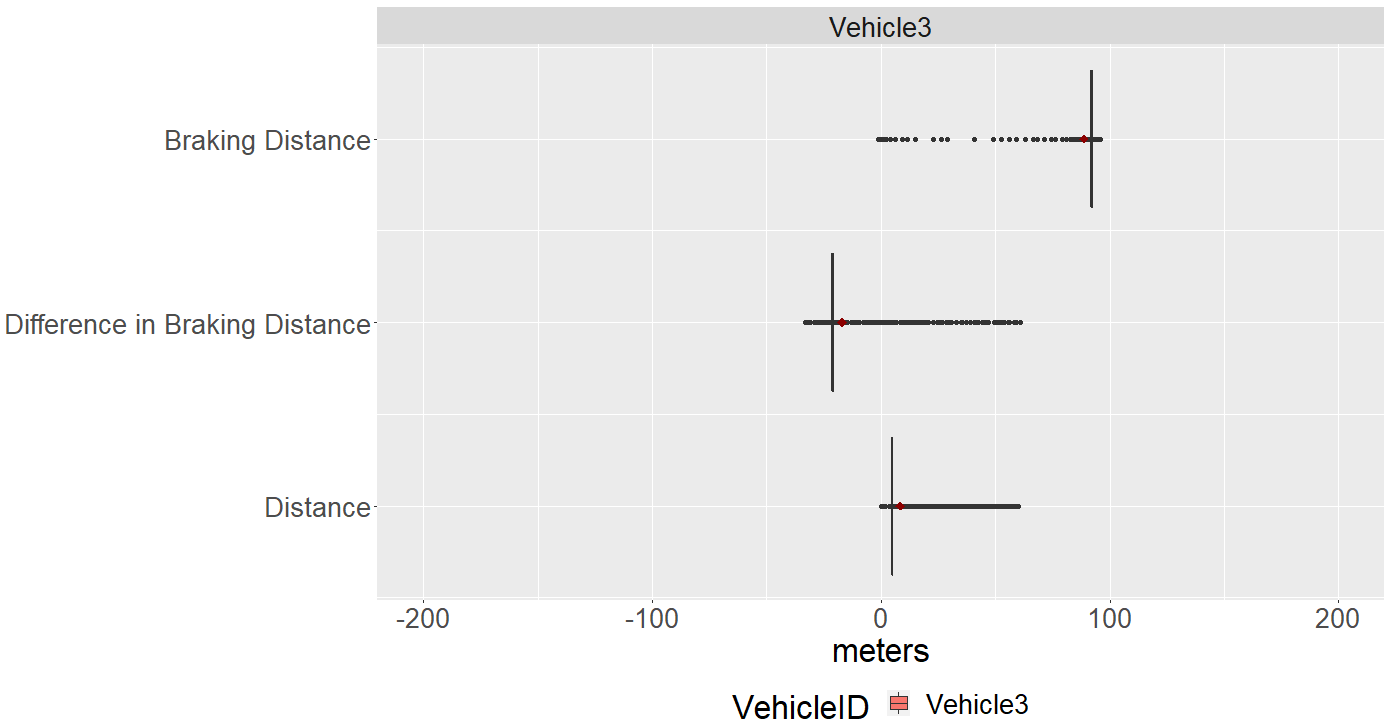 Vehicle3
Braking Distance
Difference in Braking Distance
Distance
-200 -100 0 100 200
meters
VehicleID Vehicle3